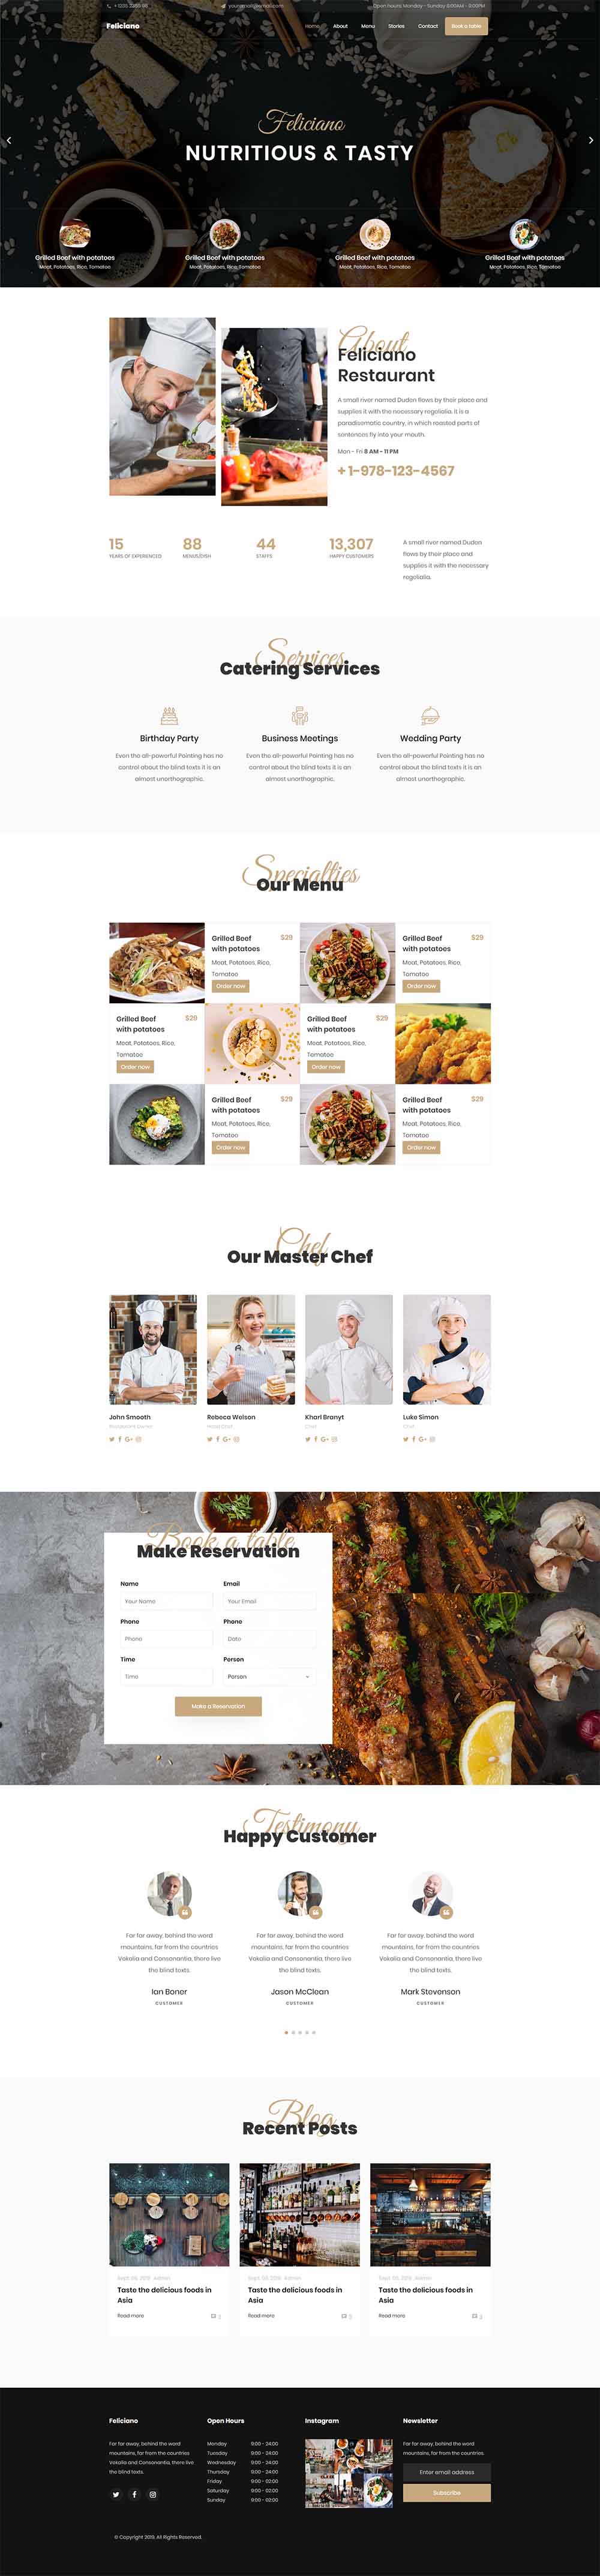 youremail@email.com
Open hours: Monday - Sunday 8:00AM - 9:00PM
Feliciano
Home About Menu Stories Contact Book a table
Feliciano
NUTRITIOUS & TASTY
Grilled Beef with potatoes
Meat, Potatoes, Rice, Tomatoe
Grilled Beef with potatoes
Meat, Potatoes, Rice, Tomatoe
Grilled Beef with potatoes
Meat, Potatoes, Rice, Tomatoe
Grilled Beef with potatoes
Meat, Potatoes, Rice, Tomatoe
About
Feliciano
Restaurant
A small river named Duden flows by their place and
supplies it with the necessary regelialia. It is a
paradisematic country, in which roasted parts of
sentences fly into your mouth.
Mon - Fri 8 AM - 11 PM
+ 1-978-123-4567
15
YEARS OF EXPERIENCED
88
MENUS/DISH
44
STAFFS
13,307
HAPPY CUSTOMERS
A small river named Duden
flows by their place and
supplies it with the necessary
regelialia.
Services
Catering Services
Birthday Party
Even the all-powerful Pointing has no
control about the blind texts it is an
almost unorthographic.
Business Meetings
Even the all-powerful Pointing has no
control about the blind texts it is an
almost unorthographic.
Wedding Party
Even the all-powerful Pointing has no
control about the blind texts it is an
almost unorthographic.
Specialties
Our Menu
Grilled Beef $29
with potatoes
Meat, Potatoes, Rice,
Tomatoe
Order now
Grilled Beef $29
with potatoes
Meat, Potatoes, Rice,
Tomatoe
Order now
Grilled Beef $29
with potatoes
Meat, Potatoes, Rice,
Tomatoe
Order now
Grilled Beef $29
with potatoes
Meat, Potatoes, Rice,
Tomatoe
Order now
Grilled Beef $29
with potatoes
Meat, Potatoes, Rice,
Tomatoe
Order now
Grilled Beef $29
with potatoes
Meat, Potatoes, Rice,
Tomatoe
Order now
Chef
Our Master Chef
John Smooth
Restaurant Owner
Rebeca Welson
Head Chef
Kharl Branyt
Chef
Luke Simon
Chef
Book a table
Make Reservation
Name Email
Your Name Your Email
Phone Phone
Phone Date
Time Person
Time Person
Make a Reservation
Testimony
Happy Customer
Far far away, behind the word
mountains, far from the countries
Vokalia and Consonantia, there live
the blind texts.
Ian Boner
CUSTOMER
Far far away, behind the word
mountains, far from the countries
Vokalia and Consonantia, there live
the blind texts.
Jason McClean
CUSTOMER
Far far away, behind the word
mountains, far from the countries
Vokalia and Consonantia, there live
the blind texts.
Mark Stevenson
CUSTOMER
Blog
Recent Posts
Admin
Taste the delicious foods in
Asia
Read more
Admin
Taste the delicious foods in
Asia
Read more
Admin
Taste the delicious foods in
Asia
Read more
Feliciano
Far far away, behind the word
mountains, far from the countries
Vokalia and Consonantia, there live
the blind texts.
Open Hours
Monday 9:00 - 24:00
Tuesday 9:00 - 24:00
Wednesday 9:00 - 24:00
Thursday 9:00 - 24:00
Friday 9:00 - 02:00
Saturday 9:00 - 02:00
Sunday 9:00 - 02:00
Instagram
Newsletter
Far far away, behind the word
mountains, far from the countries.
Enter email address
Subscribe
© Copyright 2019. All Rights Reserved.